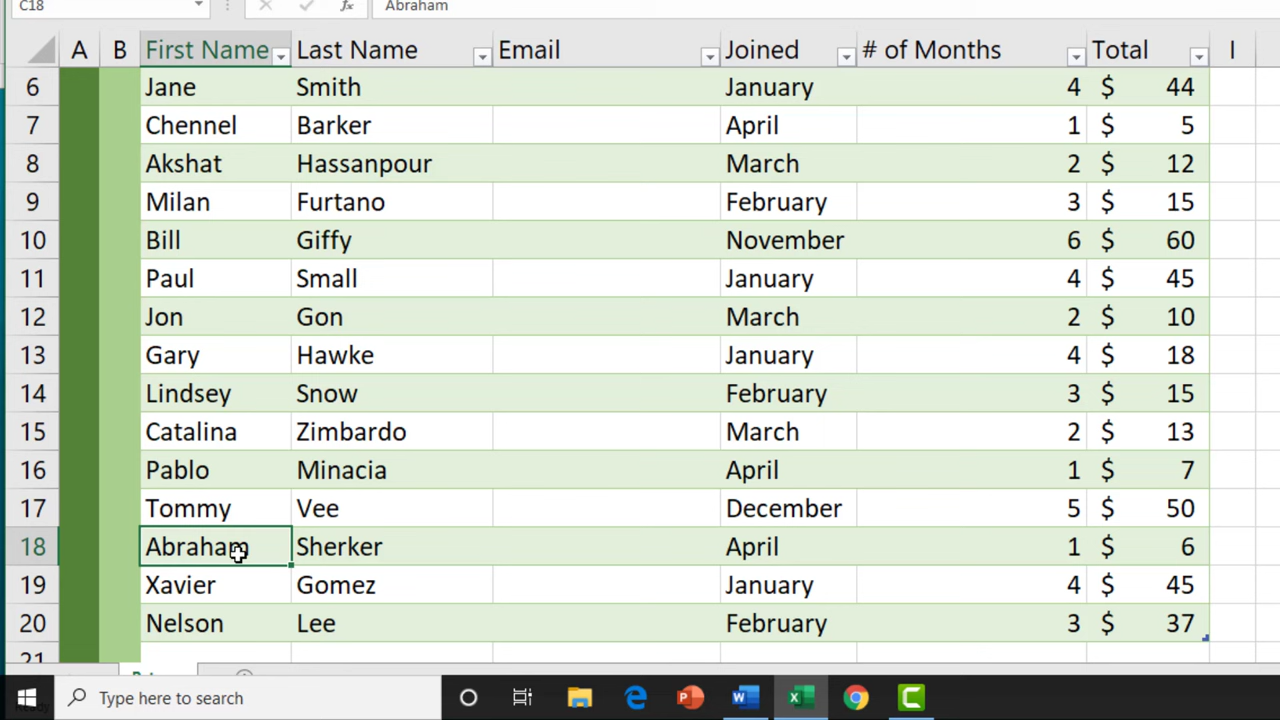 C18 fx Abraham
A B First Name Last Name Email Joined # of Months Total I
6 Jane Smith January 4 $ 44
7 Chennel Barker April 1 $ 5
8 Akshat Hassanpour March 2 $ 12
9 Milan Furtano February 3 $ 15
10 Bill Giffy November 6 $ 60
11 Paul Small January 4 $ 45
12 Jon Gon March 2 $ 10
13 Gary Hawke January 4 $ 18
14 Lindsey Snow February 3 $ 15
15 Catalina Zimbardo March 2 $ 13
16 Pablo Minacia April 1 $ 7
17 Tommy Vee December 5 $ 50
18 Abraham Sherker April 1 $ 6
19 Xavier Gomez January 4 $ 45
20 Nelson Lee February 3 $ 37
21
Type here to search